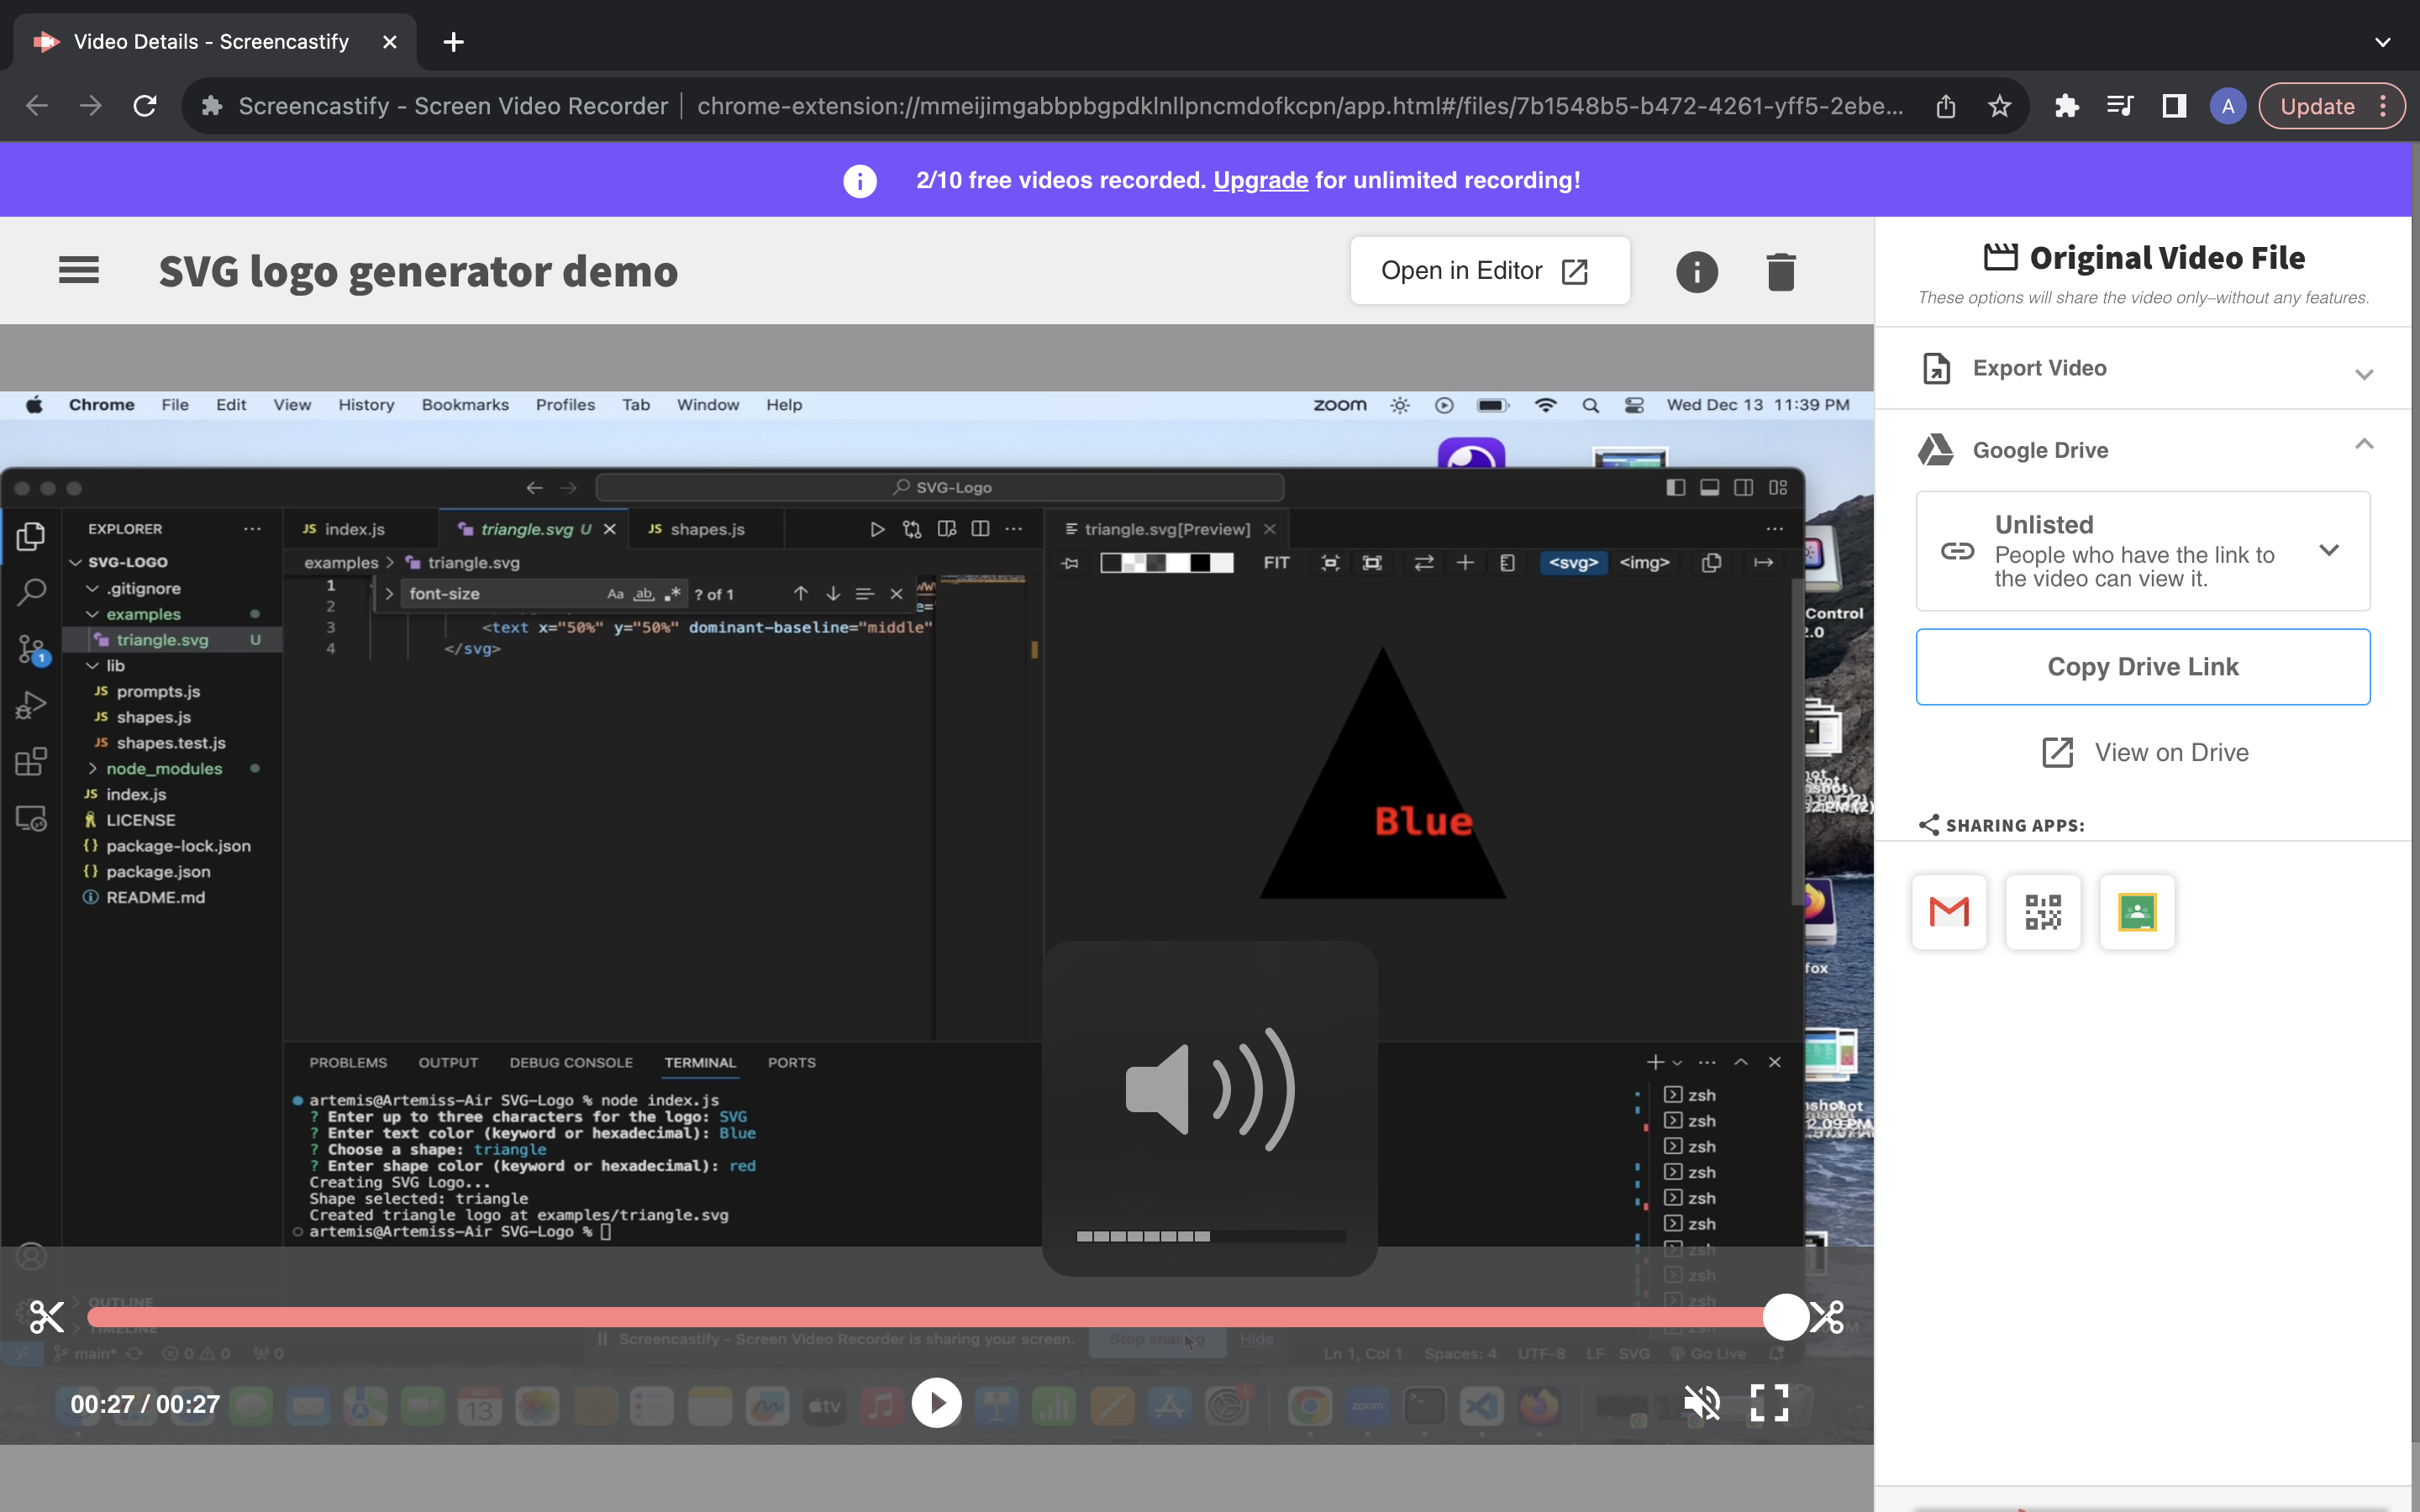 Video Details - Screencastify
Screencastify - Screen Video Recorder
chrome-extension://mmeijimgabbpbgpdklnllpncmdofkcpn/app.html#/files/7b1548b5-b472-4261-yff5-2ebe...
A
Update
2/10 free videos recorded. Upgrade for unlimited recording!
SVG logo generator demo
Open in Editor
Original Video File
These options will share the video only–without any features.
Export Video
Google Drive
Unlisted
People who have the link to
the video can view it.
Copy Drive Link
View on Drive
SHARING APPS:
Chrome File Edit View History Bookmarks Profiles Tab Window Help
zoom Wed Dec 13 11:39 PM
SVG-Logo
EXPLORER
SVG-LOGO
.gitignore
examples
triangle.svg U
lib
JS prompts.js
JS shapes.js
JS shapes.test.js
node_modules
JS index.js
LICENSE
{} package-lock.json
{} package.json
README.md
OUTLINE
TIMELINE
JS index.js
triangle.svg U
JS shapes.js
examples > triangle.svg
font-size Aa ab ? of 1
1
2
3 <text x="50%" y="50%" dominant-baseline="middle"
4 </svg>
triangle.svg[Preview]
FIT
<svg> <img>
Blue
Control
2.0
fox
PROBLEMS OUTPUT DEBUG CONSOLE TERMINAL PORTS
artemis@Artemiss-Air SVG-Logo % node index.js
? Enter up to three characters for the logo: SVG
? Enter text color (keyword or hexadecimal): Blue
? Choose a shape: triangle
? Enter shape color (keyword or hexadecimal): red
Creating SVG Logo...
Shape selected: triangle
Created triangle logo at examples/triangle.svg
artemis@Artemiss-Air SVG-Logo %
zsh
zsh
zsh
zsh
zsh
zsh
zsh
zsh
zsh
Screencastify - Screen Video Recorder is sharing your screen. Stop sharing Hide
main* 0 0 0
Ln 1, Col 1 Spaces: 4 UTF-8 LF SVG Go Live
00:27 / 00:27
DEC
13
tv
zoom